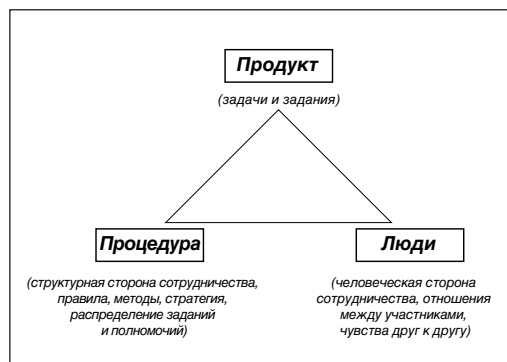 Продукт
(задачи и задания)
Процедура
(структурная сторона сотрудничества,
правила, методы, стратегия,
распределение заданий
и полномочий)
Люди
(человеческая сторона
сотрудничества, отношения
между участниками,
чувства друг к другу)